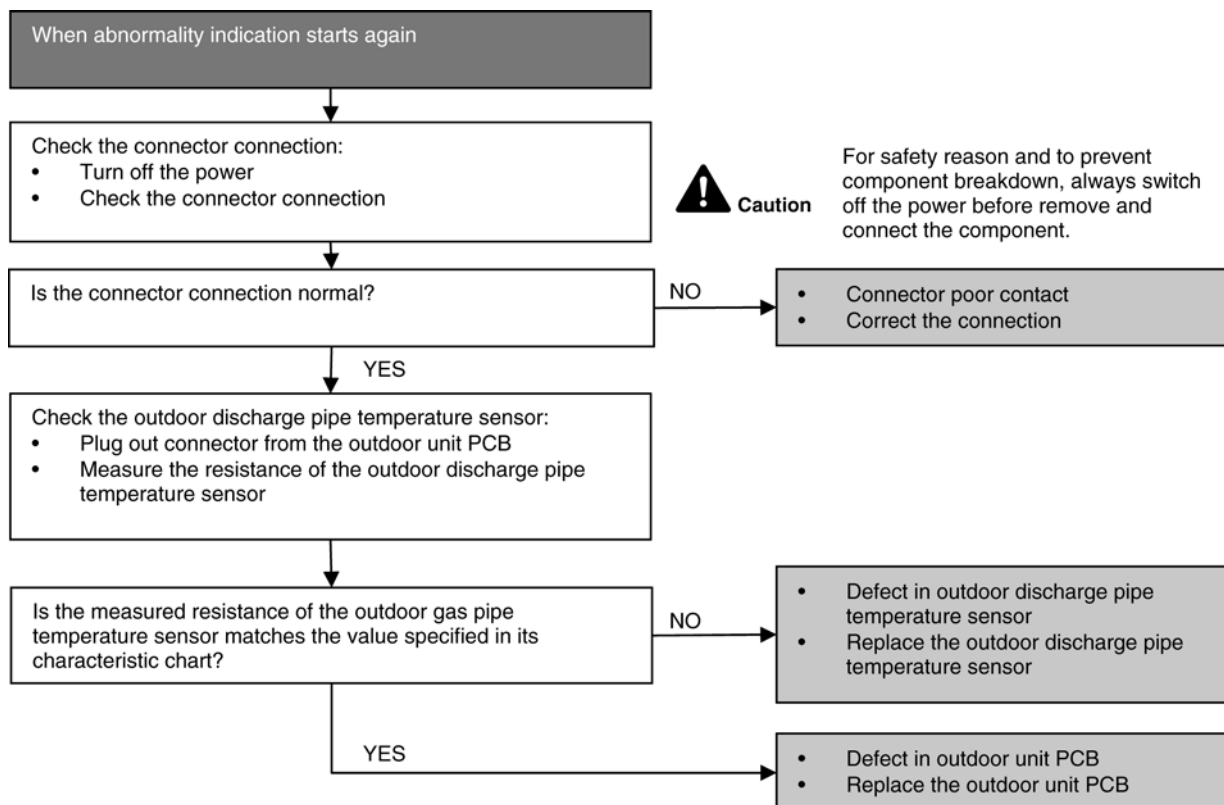 When abnormality indication starts again
Check the connector connection:
• Turn off the power
• Check the connector connection
Caution
For safety reason and to prevent
component breakdown, always switch
off the power before remove and
connect the component.
Is the connector connection normal?
NO
• Connector poor contact
• Correct the connection
YES
Check the outdoor discharge pipe temperature sensor:
• Plug out connector from the outdoor unit PCB
• Measure the resistance of the outdoor discharge pipe
temperature sensor
Is the measured resistance of the outdoor gas pipe
temperature sensor matches the value specified in its
characteristic chart?
NO
• Defect in outdoor discharge pipe
temperature sensor
• Replace the outdoor discharge pipe
temperature sensor
YES
• Defect in outdoor unit PCB
• Replace the outdoor unit PCB